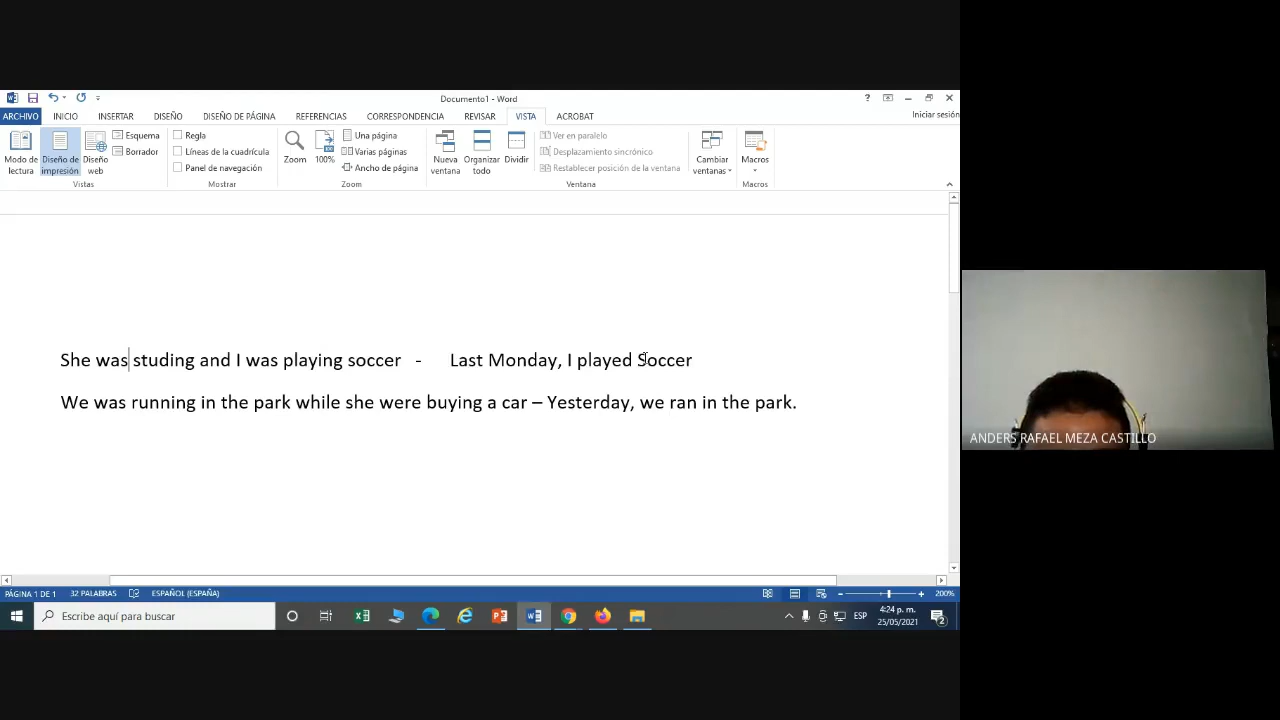 Documento1 - Word
?
ARCHIVO INICIO INSERTAR DISEÑO DISEÑO DE PÁGINA REFERENCIAS CORRESPONDENCIA REVISAR VISTA ACROBAT Iniciar sesión
Modo de lectura
Diseño de impresión
Diseño web
Esquema
Borrador
Vistas
Regla
Líneas de la cuadrícula
Panel de navegación
Mostrar
Zoom
100%
Una página
Varias páginas
Ancho de página
Zoom
Nueva ventana
Organizar todo
Dividir
Ver en paralelo
Desplazamiento sincrónico
Restablecer posición de la ventana
Ventana
Cambiar ventanas
Macros
Macros
She was studing and I was playing soccer - Last Monday, I played Soccer
We was running in the park while she were buying a car – Yesterday, we ran in the park.
ANDERS RAFAEL MEZA CASTILLO
PÁGINA 1 DE 1 32 PALABRAS ESPAÑOL (ESPAÑA) 200%
Escribe aquí para buscar
ESP
4:24 p. m.
25/05/2021
2